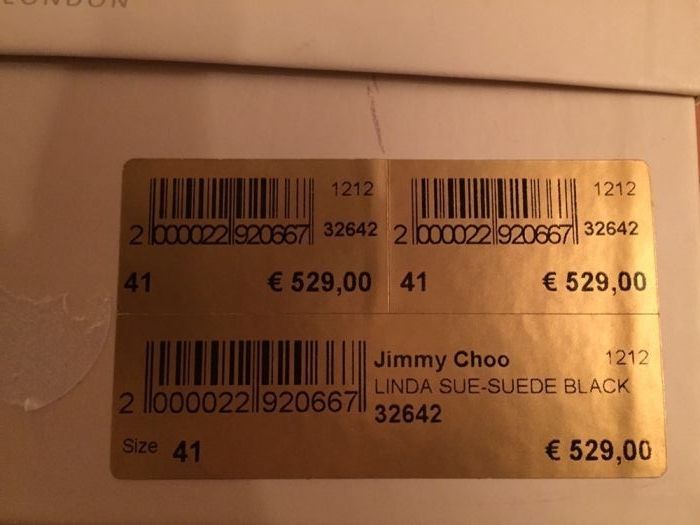 LONDON
1212
2 000022 920667 32642
41 € 529,00
1212
2 000022 920667 32642
41 € 529,00
Jimmy Choo 1212
LINDA SUE-SUEDE BLACK
2 000022 920667 32642
Size 41 € 529,00